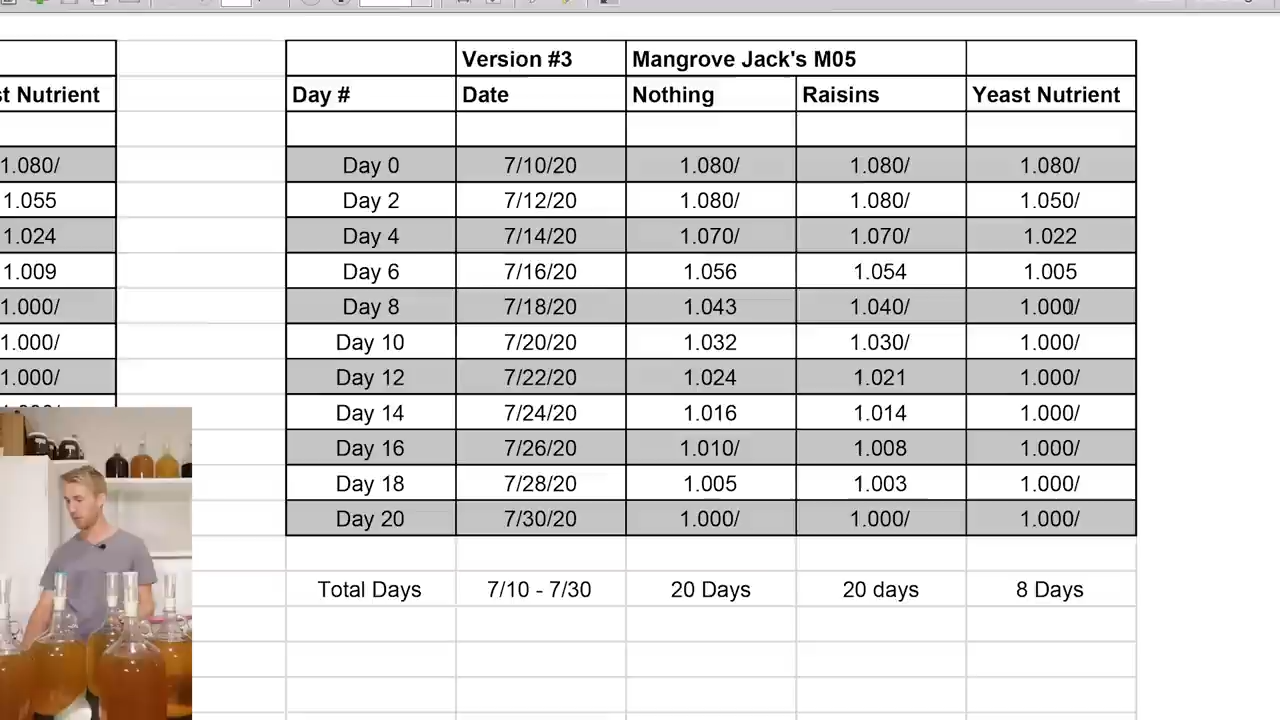 Version #3 Mangrove Jack's M05
st Nutrient Day # Date Nothing Raisins Yeast Nutrient
1.080/ Day 0 7/10/20 1.080/ 1.080/ 1.080/
1.055 Day 2 7/12/20 1.080/ 1.080/ 1.050/
1.024 Day 4 7/14/20 1.070/ 1.070/ 1.022
1.009 Day 6 7/16/20 1.056 1.054 1.005
1.000/ Day 8 7/18/20 1.043 1.040/ 1.000/
1.000/ Day 10 7/20/20 1.032 1.030/ 1.000/
1.000/ Day 12 7/22/20 1.024 1.021 1.000/
Day 14 7/24/20 1.016 1.014 1.000/
Day 16 7/26/20 1.010/ 1.008 1.000/
Day 18 7/28/20 1.005 1.003 1.000/
Day 20 7/30/20 1.000/ 1.000/ 1.000/
Total Days 7/10 - 7/30 20 Days 20 days 8 Days